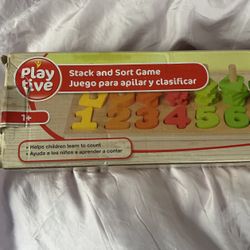 Play
tive
Stack and Sort Game
Juego para apilar y clasificar
1 2 3 4 5 6
1+
• Helps children learn to count
• Ayuda a los niños a aprender a contar